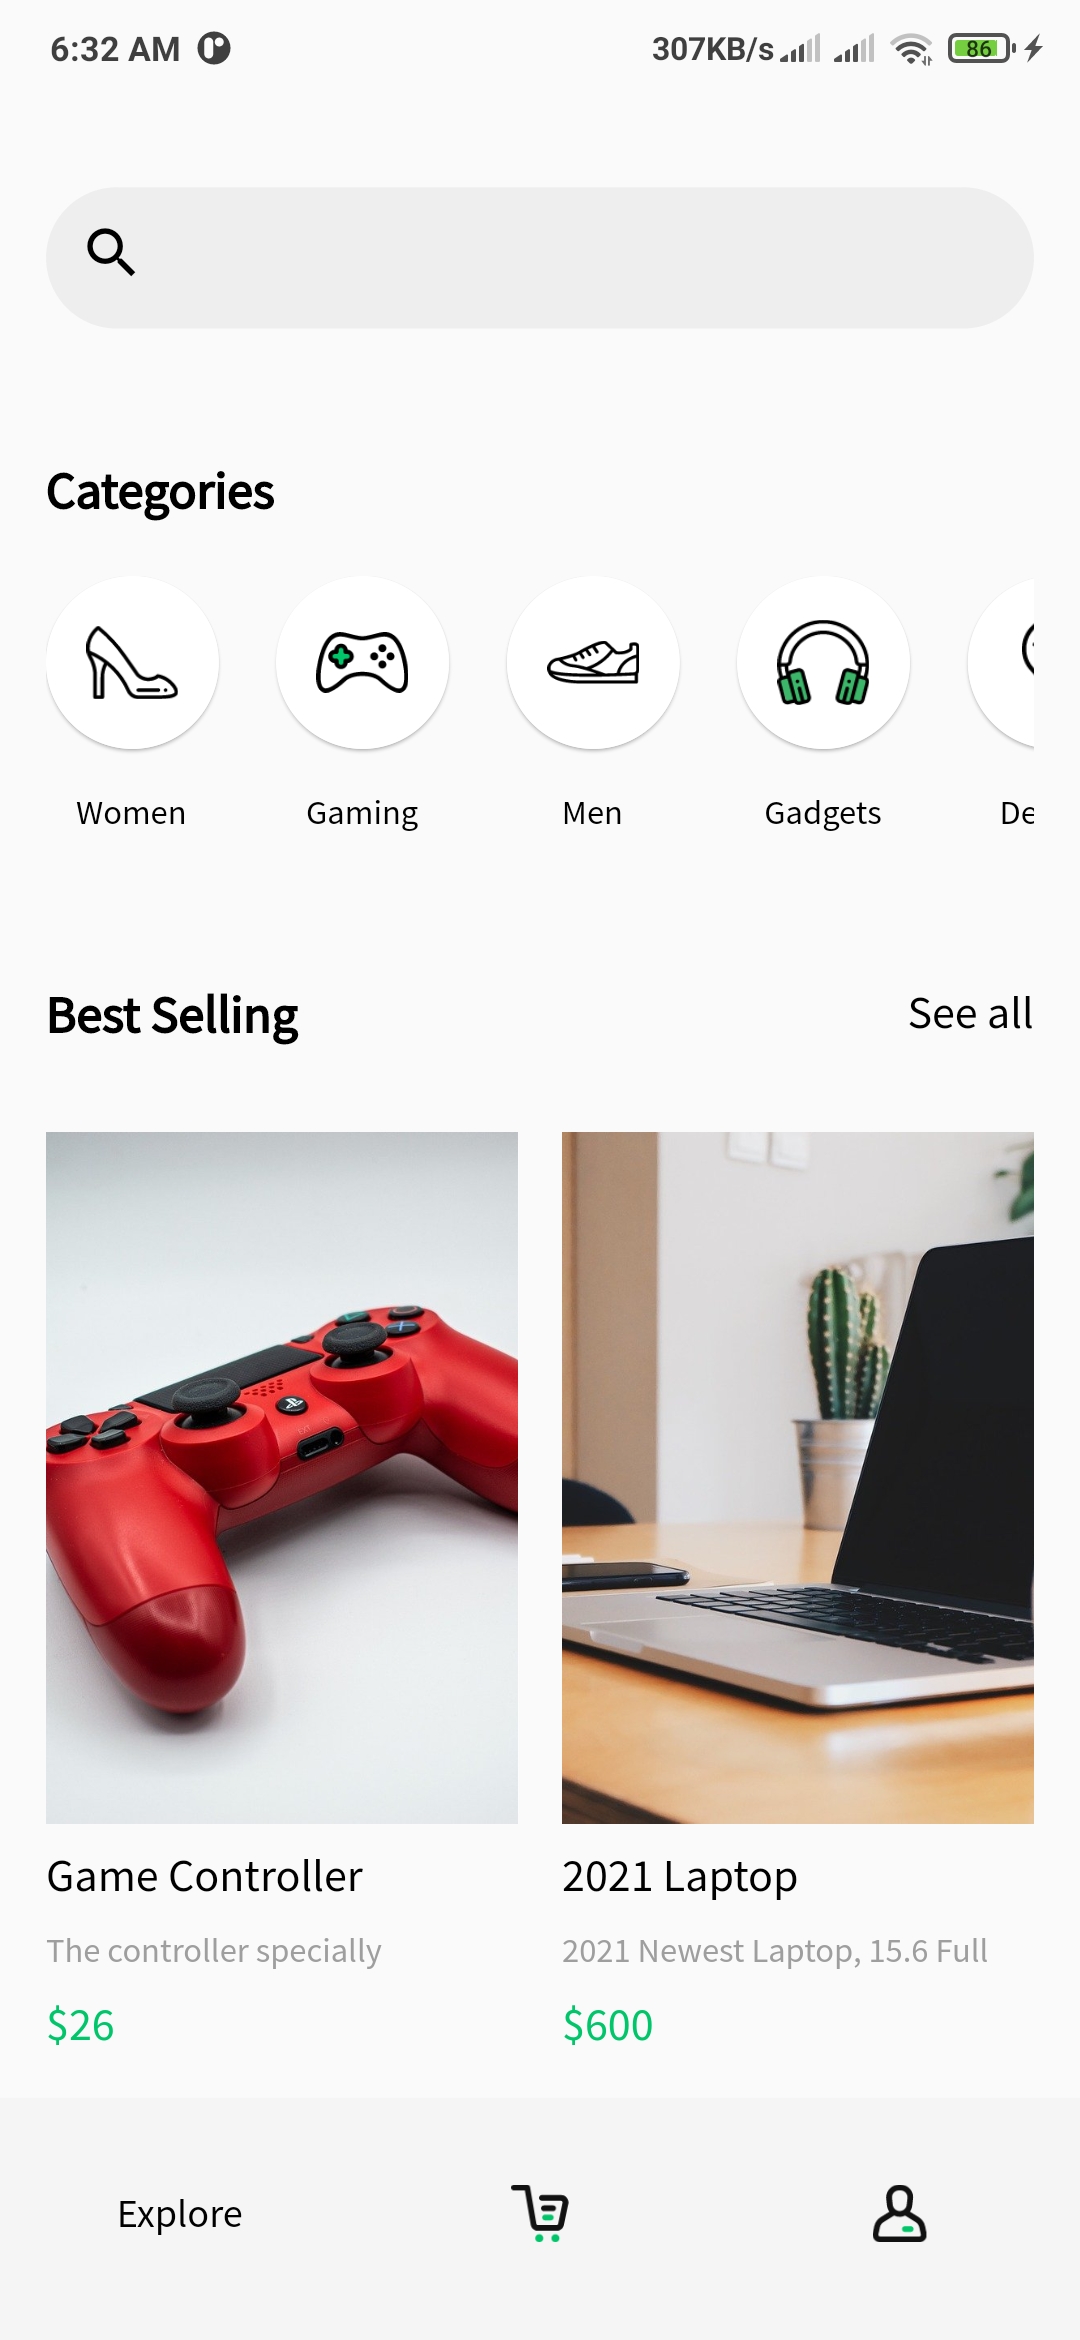 6:32 AM 307KB/s 86
Categories
Women Gaming Men Gadgets De
Best Selling See all
Game Controller 2021 Laptop
The controller specially 2021 Newest Laptop, 15.6 Full
$26 $600
Explore